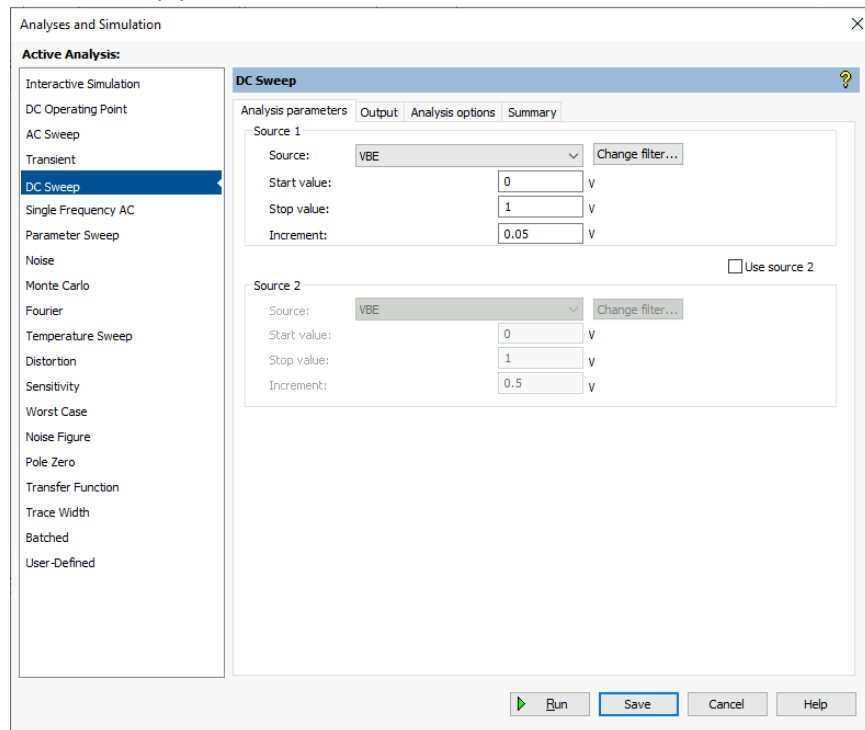 Analyses and Simulation
Active Analysis:
Interactive Simulation
DC Operating Point
AC Sweep
Transient
DC Sweep
Single Frequency AC
Parameter Sweep
Noise
Monte Carlo
Fourier
Temperature Sweep
Distortion
Sensitivity
Worst Case
Noise Figure
Pole Zero
Transfer Function
Trace Width
Batched
User-Defined
DC Sweep
Analysis parameters Output Analysis options Summary
Source 1
Source: VBE Change filter...
Start value: 0 V
Stop value: 1 V
Increment: 0.05 V
Use source 2
Source 2
Source: VBE Change filter...
Start value: 0 V
Stop value: 1 V
Increment: 0.5 V
Run Save Cancel Help